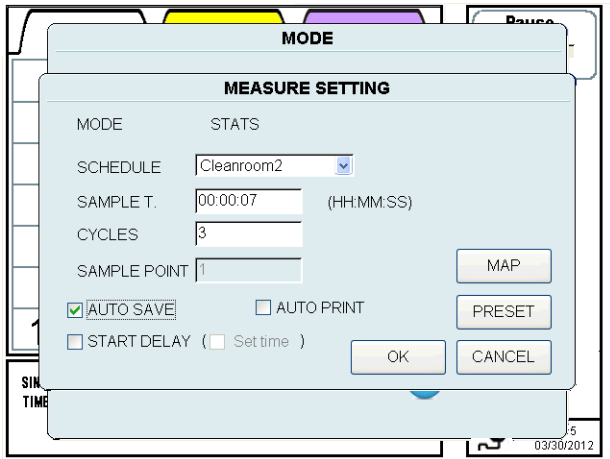 Pause
MODE
MEASURE SETTING
MODE STATS
SCHEDULE Cleanroom2
SAMPLE T. 00:00:07 (HH:MM:SS)
CYCLES 3
SAMPLE POINT 1
MAP
AUTO SAVE AUTO PRINT
PRESET
START DELAY ( Set time )
OK CANCEL
TIME
03/30/2012